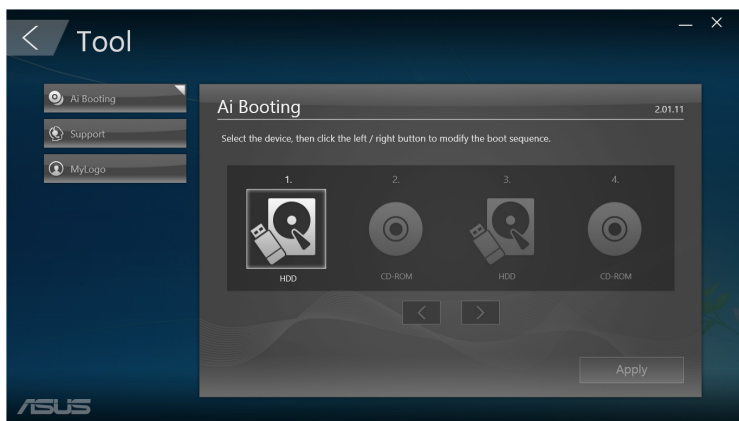 Tool
Ai Booting
Support
MyLogo
Ai Booting
2.01.11
Select the device, then click the left / right button to modify the boot sequence.
1.
2.
3.
4.
HDD
CD-ROM
HDD
CD-ROM
Apply
ASUS